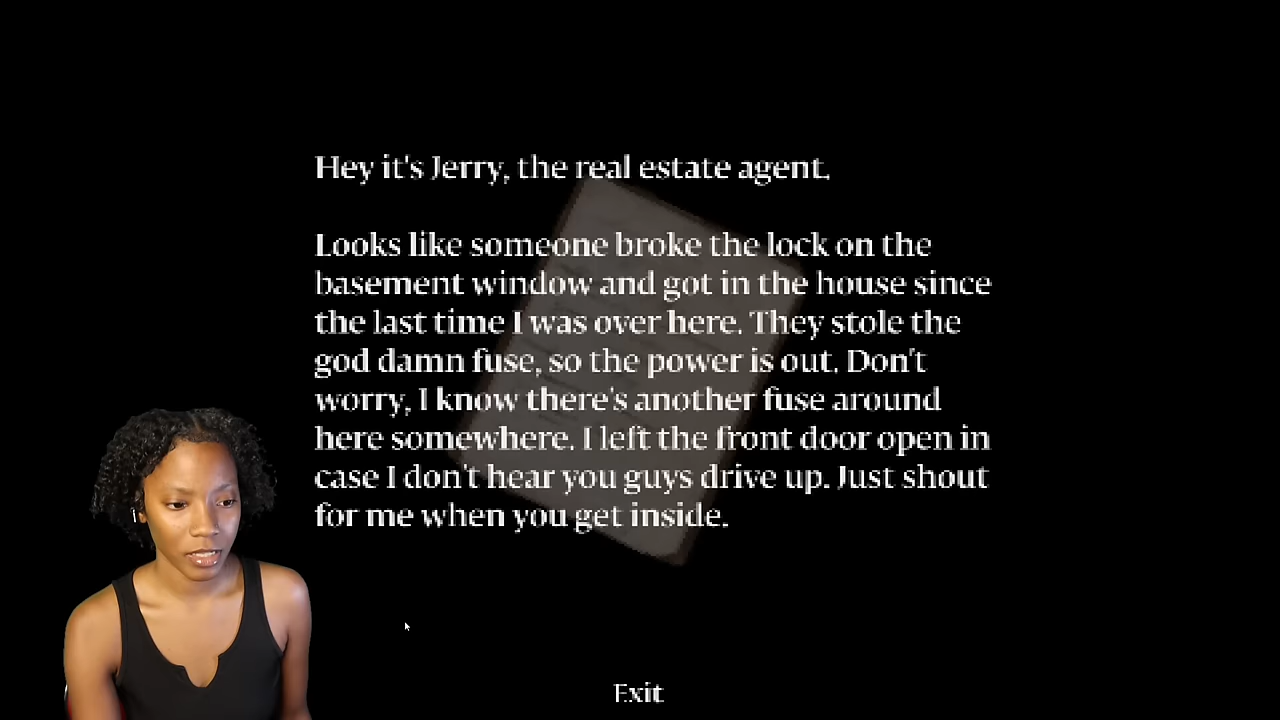 Hey it's Jerry, the real estate agent.
Looks like someone broke the lock on the
basement window and got in the house since
the last time I was over here. They stole the
god damn fuse, so the power is out. Don't
worry, I know there's another fuse around
here somewhere. I left the front door open in
case I don't hear you guys drive up. Just shout
for me when you get inside.
Exit